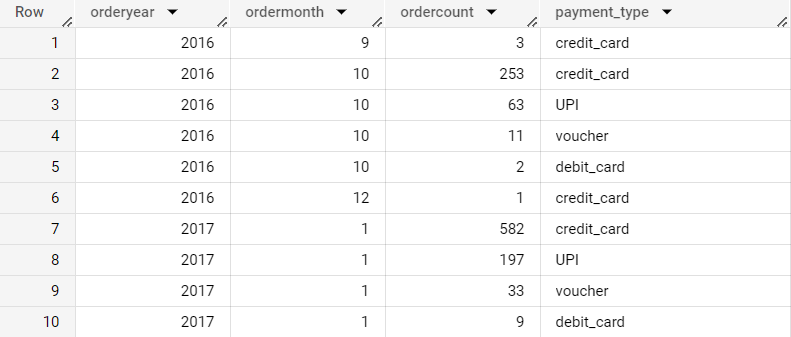 Row orderyear ordermonth ordercount payment_type
1 2016 9 3 credit_card
2 2016 10 253 credit_card
3 2016 10 63 UPI
4 2016 10 11 voucher
5 2016 10 2 debit_card
6 2016 12 1 credit_card
7 2017 1 582 credit_card
8 2017 1 197 UPI
9 2017 1 33 voucher
10 2017 1 9 debit_card